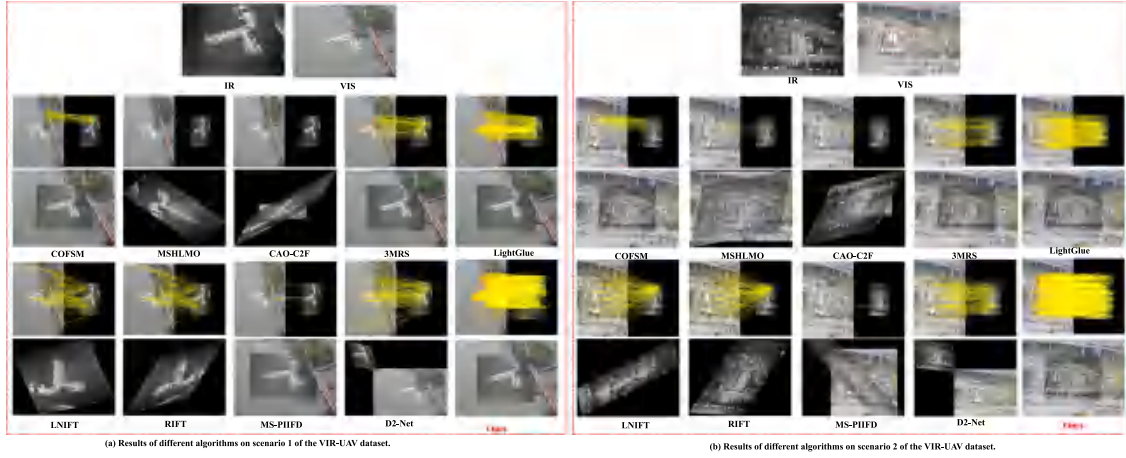 IR VIS
COFSM MSHLMO CAO-C2F 3MRS LightGlue
LNIFT RIFT MS-PIIFD D2-Net
(a) Results of different algorithms on scenario 1 of the VIR-UAV dataset.
IR VIS
COFSM MSHLMO CAO-C2F 3MRS LightGlue
LNIFT RIFT MS-PIIFD D2-Net
(b) Results of different algorithms on scenario 2 of the VIR-UAV dataset.